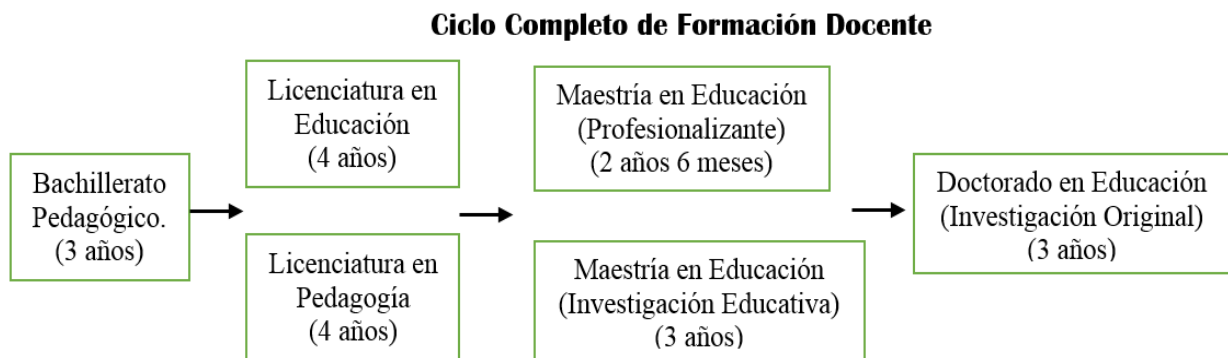 Ciclo Completo de Formación Docente
Bachillerato
Pedagógico.
(3 años)
Licenciatura en
Educación
(4 años)
Licenciatura en
Pedagogía
(4 años)
Maestría en Educación
(Profesionalizante)
(2 años 6 meses)
Maestría en Educación
(Investigación Educativa)
(3 años)
Doctorado en Educación
(Investigación Original)
(3 años)